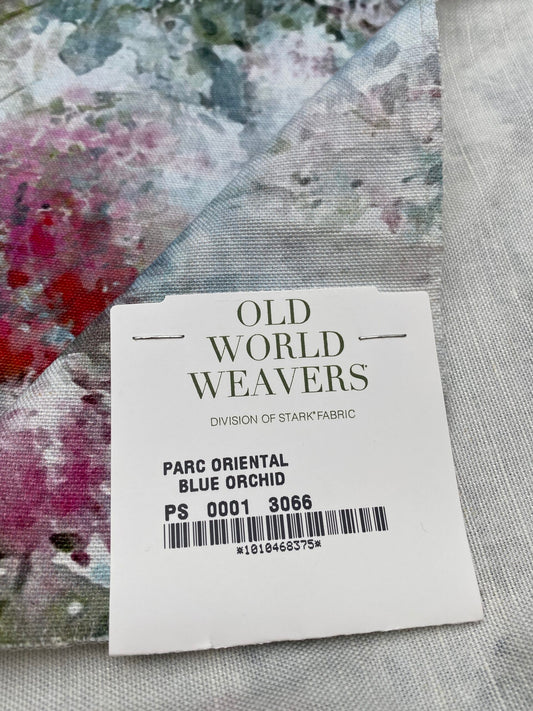 OLD
WORLD
WEAVERS®
DIVISION OF STARK® FABRIC
PARC ORIENTAL
BLUE ORCHID
PS 0001 3066
*1010468375*